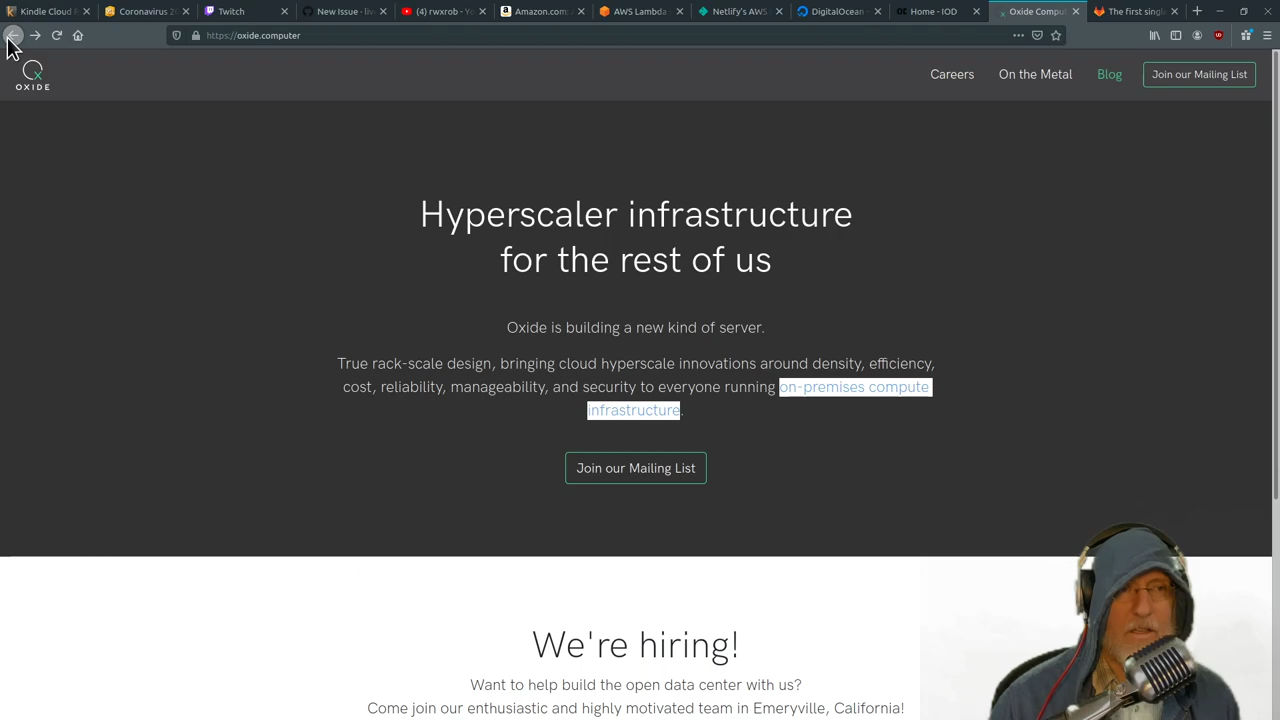 Kindle Cloud R
Coronavirus 20
Twitch
New Issue · liv
(4) rwxrob - Yo
Amazon.com:
AWS Lambda
Netlify's AWS
DigitalOcean
Home - IOD
Oxide Comput
The first singl
https://oxide.computer
OXIDE
Careers
On the Metal
Blog
Join our Mailing List
Hyperscaler infrastructure
for the rest of us
Oxide is building a new kind of server.
True rack-scale design, bringing cloud hyperscale innovations around density, efficiency,
cost, reliability, manageability, and security to everyone running on-premises compute
infrastructure.
Join our Mailing List
We're hiring!
Want to help build the open data center with us?
Come join our enthusiastic and highly motivated team in Emeryville, California!